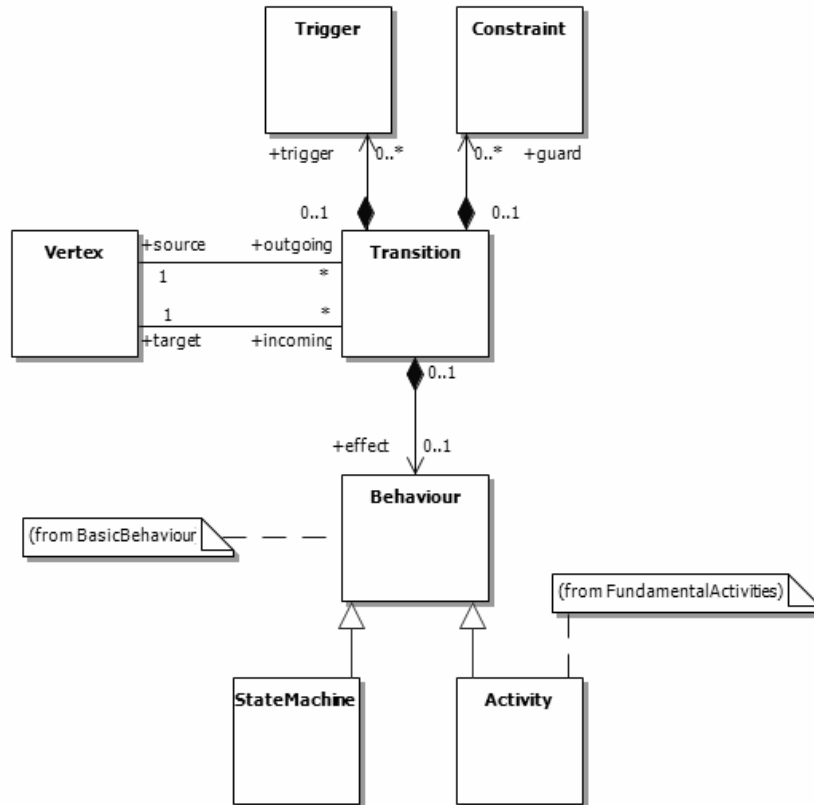 Trigger
Constraint
+trigger
0..*
0..*
+guard
0..1
0..1
Vertex
+source
+outgoing
Transition
1
*
1
*
+target
+incoming
0..1
+effect
0..1
Behaviour
(from BasicBehaviour
(from FundamentalActivities)
StateMachine
Activity